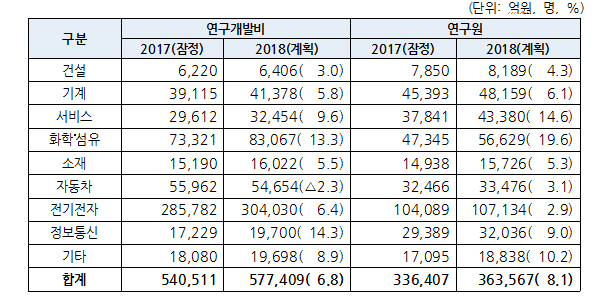 (단위: 억원, 명, %)
구분 연구개발비 연구원
2017(잠정) 2018(계획) 2017(잠정) 2018(계획)
건설 6,220 6,406( 3.0) 7,850 8,189( 4.3)
기계 39,115 41,378( 5.8) 45,393 48,159( 6.1)
서비스 29,612 32,454( 9.6) 37,841 43,380( 14.6)
화학·섬유 73,321 83,067( 13.3) 47,345 56,629( 19.6)
소재 15,190 16,022( 5.5) 14,938 15,726( 5.3)
자동차 55,962 54,654(△2.3) 32,466 33,476( 3.1)
전기전자 285,782 304,030( 6.4) 104,089 107,134( 2.9)
정보통신 17,229 19,700( 14.3) 29,389 32,036( 9.0)
기타 18,080 19,698( 8.9) 17,095 18,838( 10.2)
합계 540,511 577,409( 6.8) 336,407 363,567( 8.1)